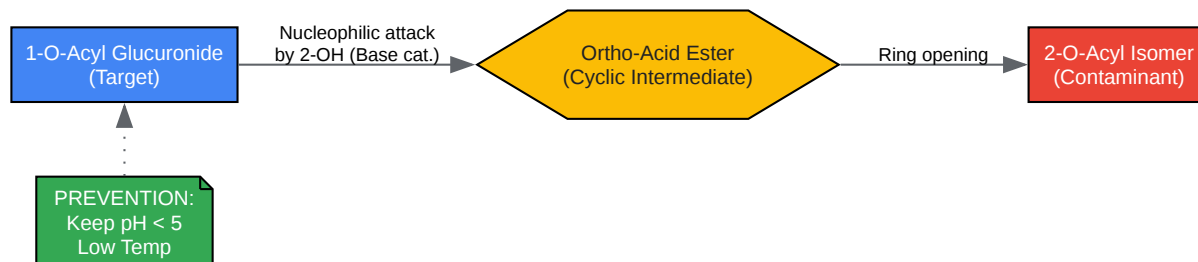 1-O-Acyl Glucuronide
(Target)
Nucleophilic attack
by 2-OH (Base cat.)
Ortho-Acid Ester
(Cyclic Intermediate)
Ring opening
2-O-Acyl Isomer
(Contaminant)
PREVENTION:
Keep pH < 5
Low Temp